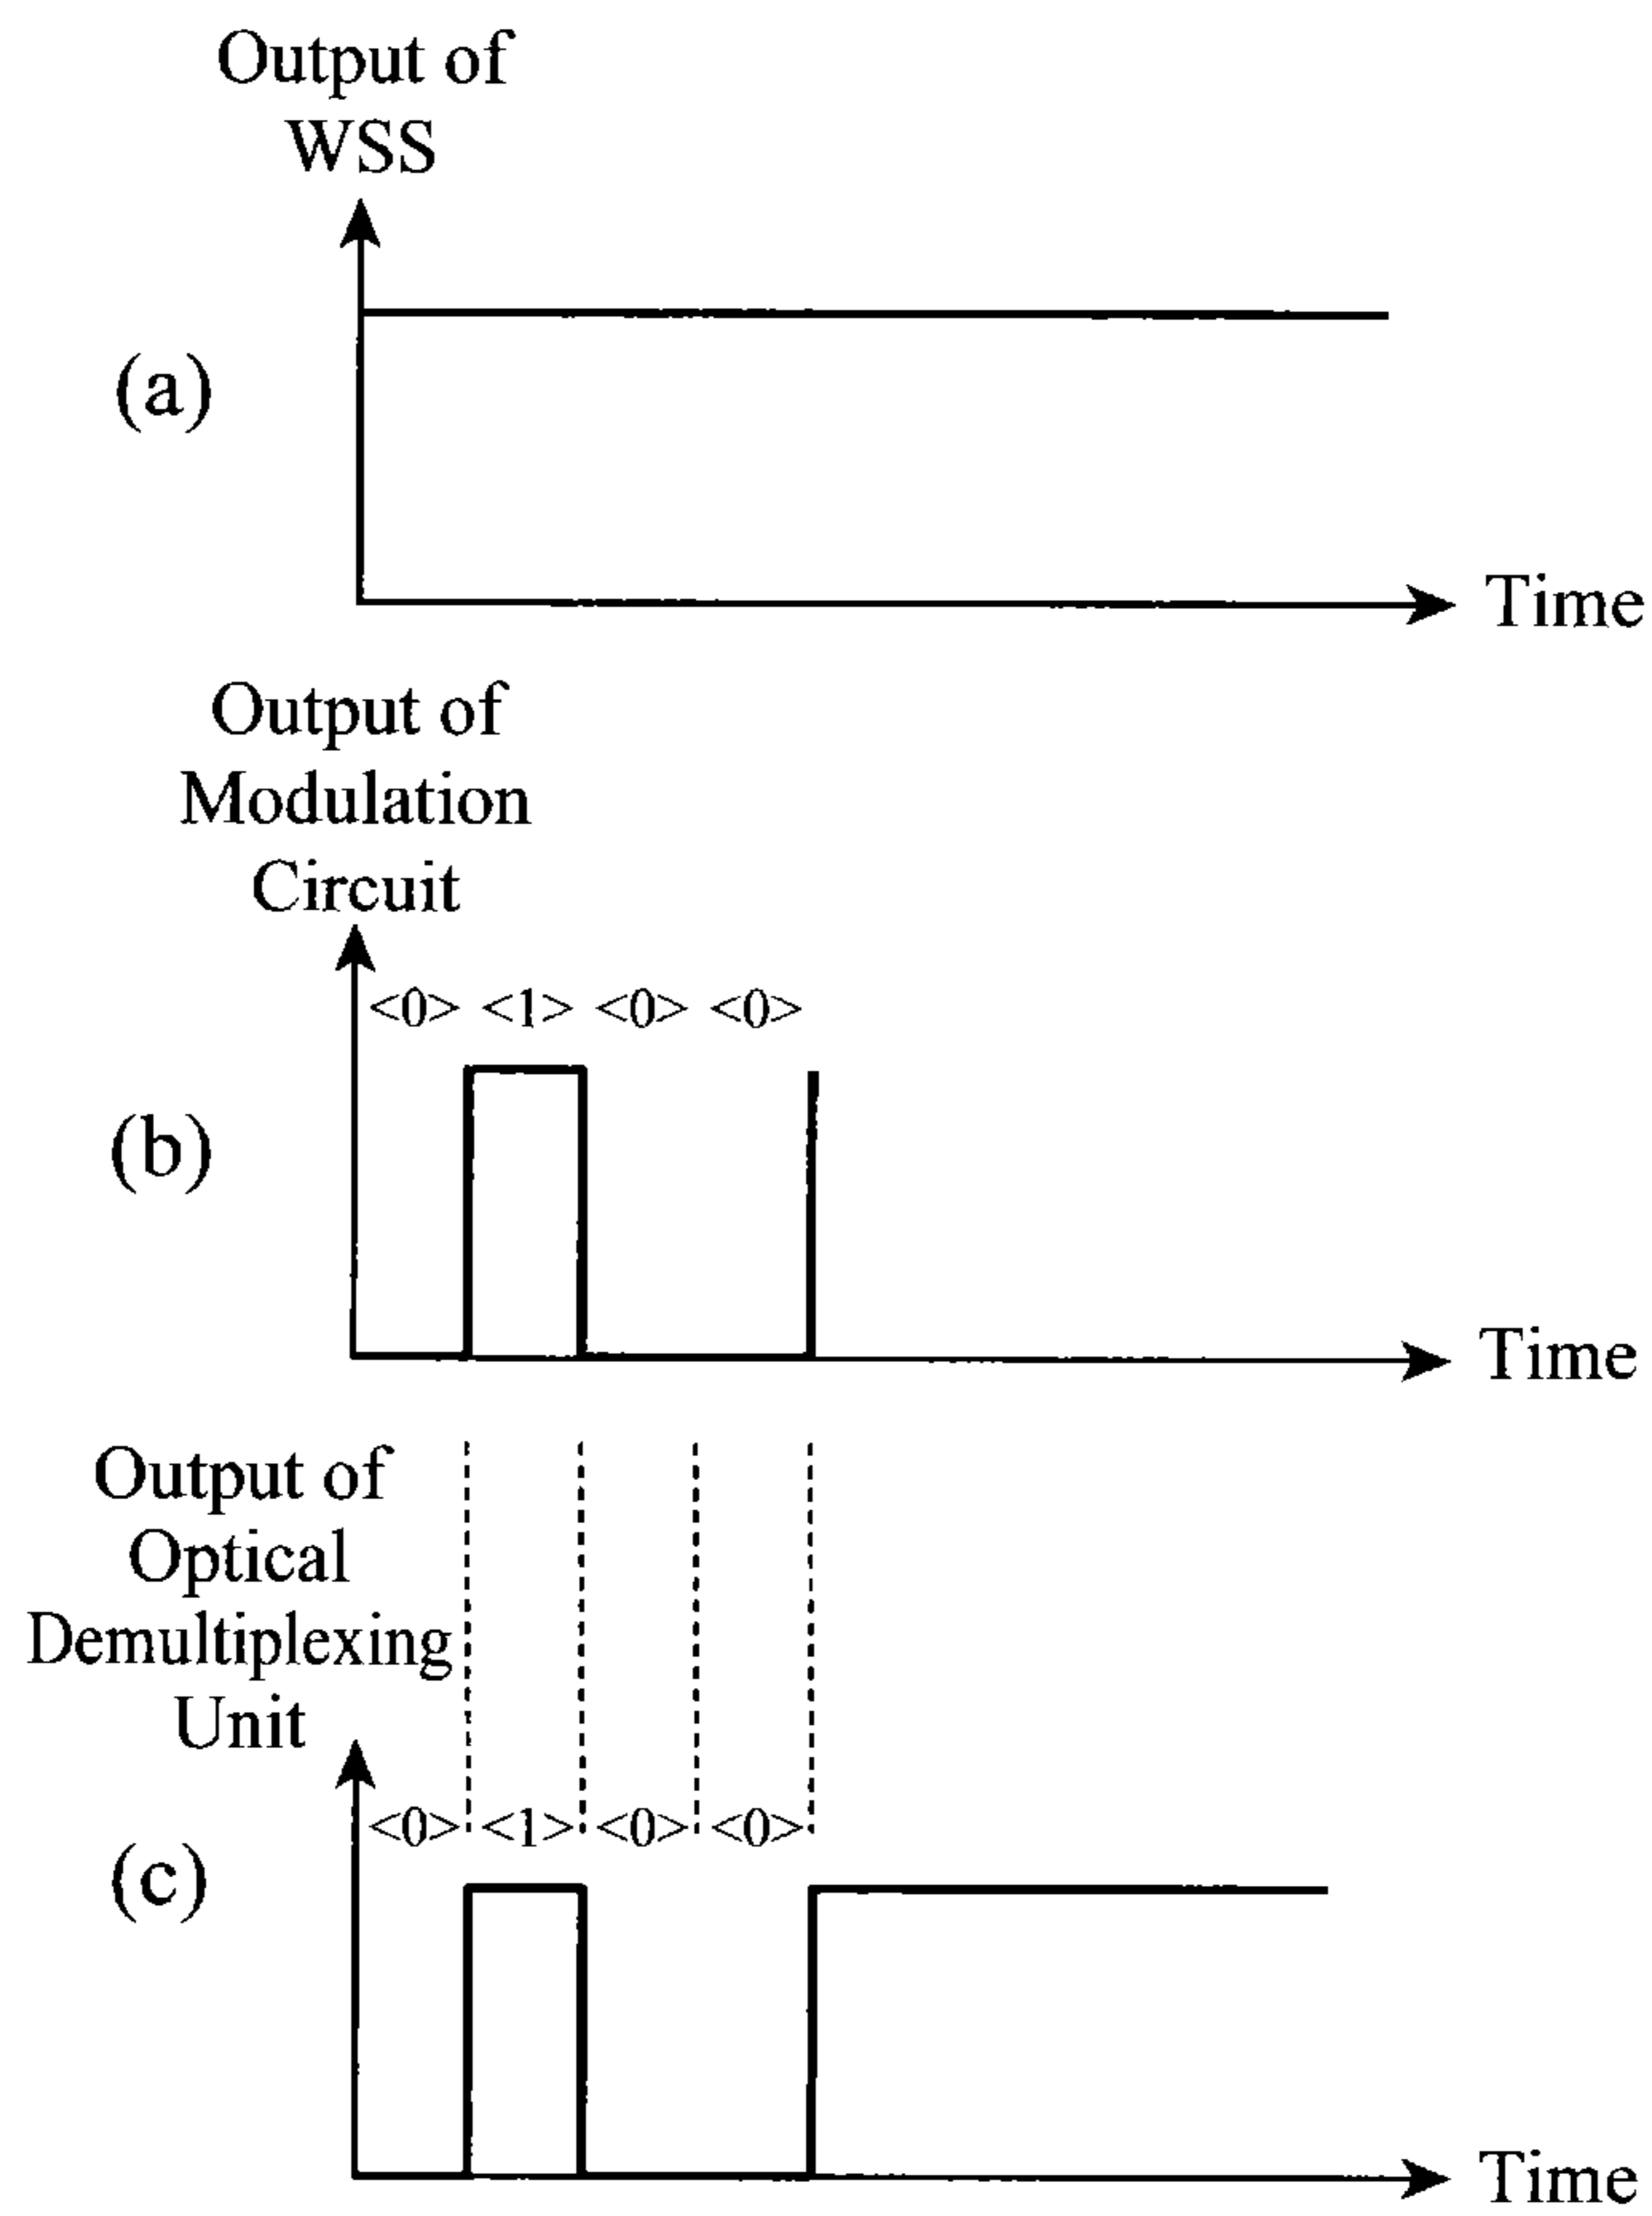 Output of
WSS
(a)
Time
Output of
Modulation
Circuit
<0> <1> <0> <0>
(b)
Time
Output of
Optical
Demultiplexing
Unit
<0> <1> <0> <0>
(c)
Time